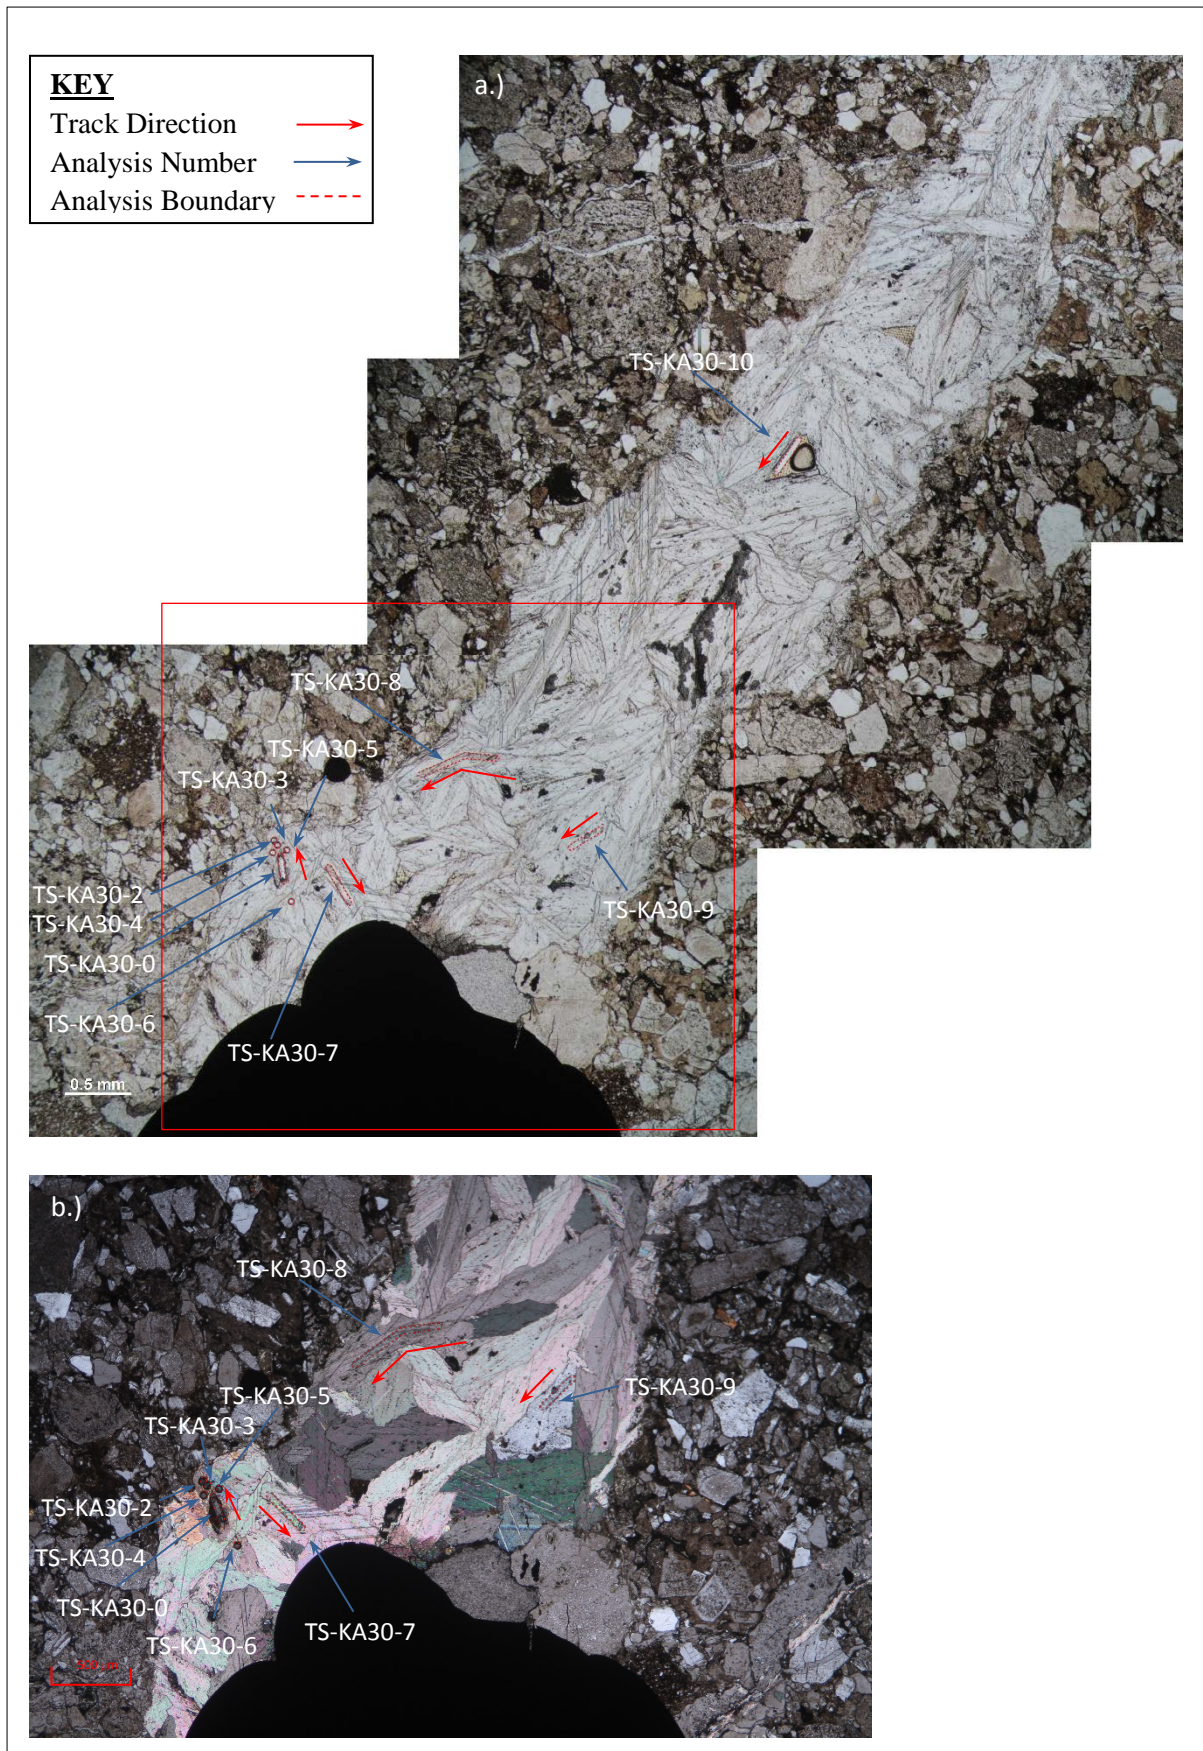 KEY
Track Direction
Analysis Number
Analysis Boundary
a.)
TS-KA30-10
TS-KA30-8
TS-KA30-5
TS-KA30-3
TS-KA30-2
TS-KA30-4
TS-KA30-9
TS-KA30-0
TS-KA30-6
TS-KA30-7
0.5 mm
b.)
TS-KA30-8
TS-KA30-9
TS-KA30-5
TS-KA30-3
TS-KA30-2
TS-KA30-4
TS-KA30-0
TS-KA30-7
TS-KA30-6